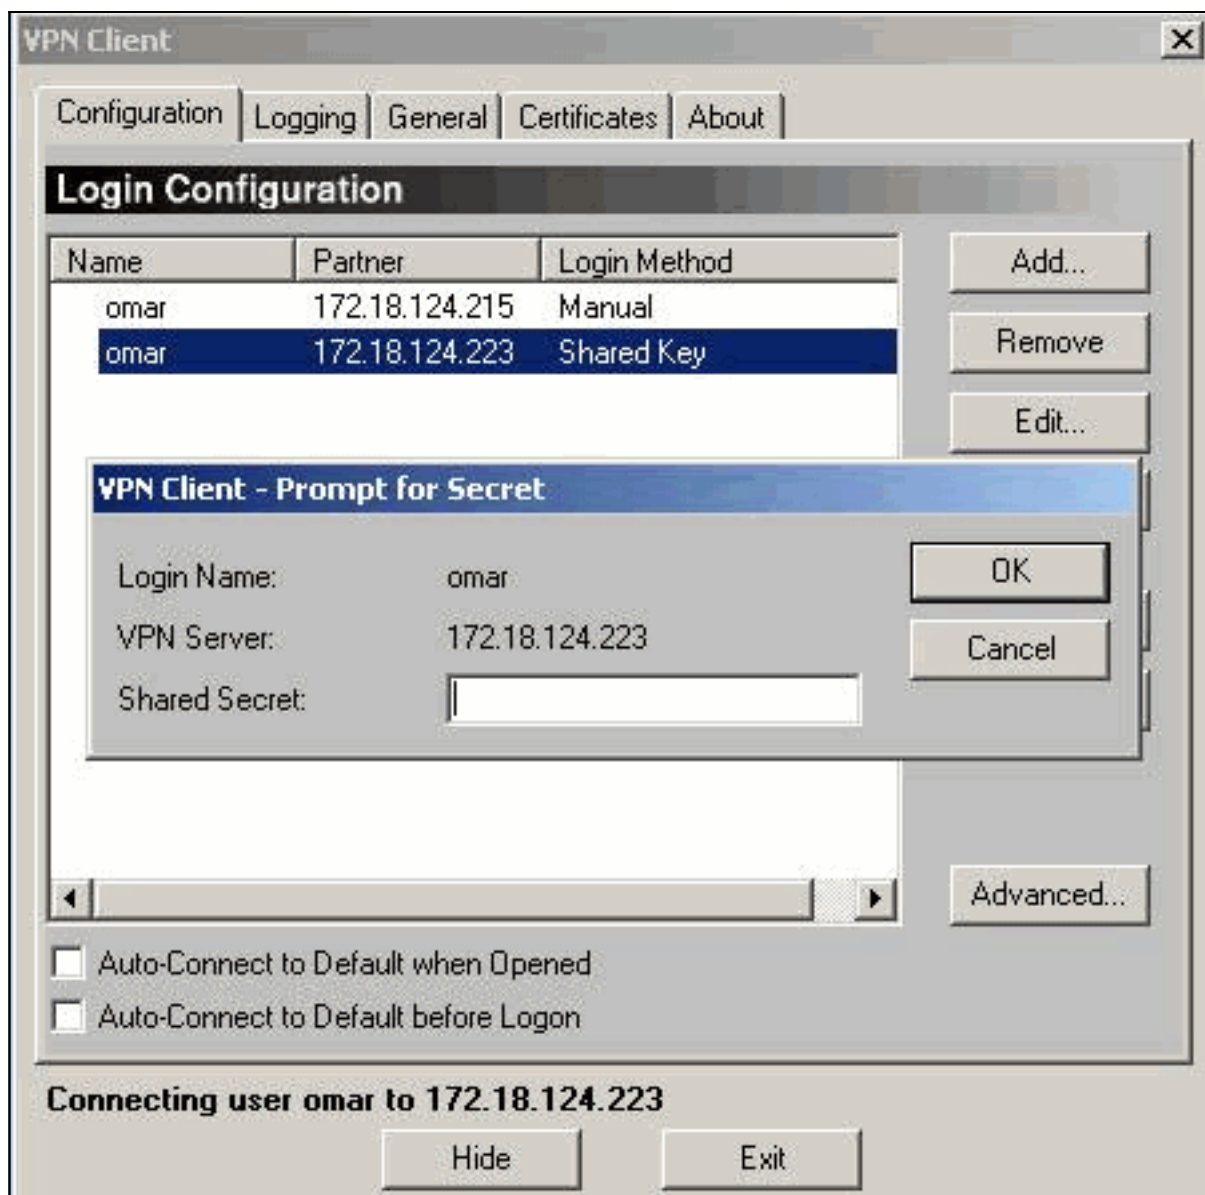 VPN Client
Configuration Logging General Certificates About
Login Configuration
Name Partner Login Method
omar 172.18.124.215 Manual
omar 172.18.124.223 Shared Key
Add...
Remove
Edit...
VPN Client - Prompt for Secret
Login Name: omar
VPN Server: 172.18.124.223
Shared Secret:
OK
Cancel
Advanced...
Auto-Connect to Default when Opened
Auto-Connect to Default before Logon
Connecting user omar to 172.18.124.223
Hide Exit